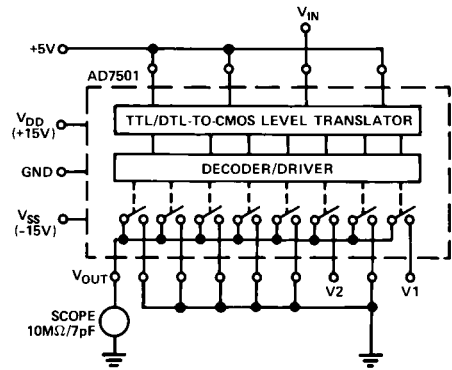 V_IN
+5V
AD7501
TTL/DTL-TO-CMOS LEVEL TRANSLATOR
V_DD
(+15V)
GND
DECODER/DRIVER
V_SS
(-15V)
V_OUT
V2
V1
SCOPE
10MΩ/7pF